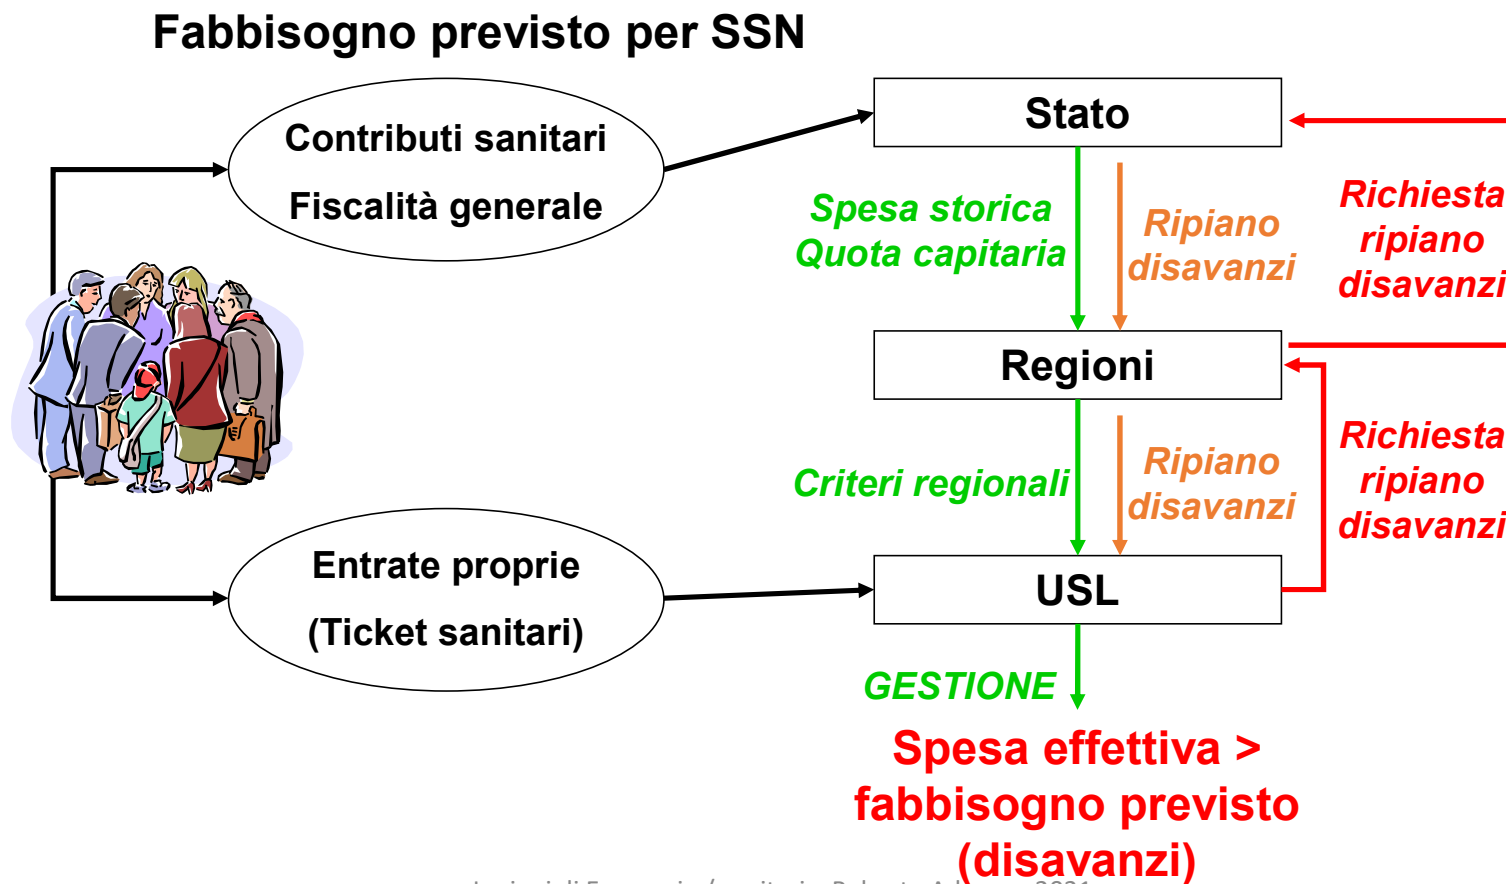 Fabbisogno previsto per SSN
Contributi sanitari
Fiscalità generale
Stato
Spesa storica
Quota capitaria
Ripiano
disavanzi
Richiesta
ripiano
disavanzi
Regioni
Criteri regionali
Ripiano
disavanzi
Richiesta
ripiano
disavanzi
Entrate proprie
(Ticket sanitari)
USL
GESTIONE
Spesa effettiva >
fabbisogno previsto
(disavanzi)